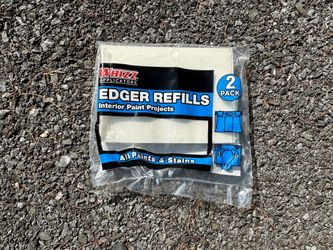 WHIZZ
APPLICATORS
EDGER REFILLS
Interior Paint Projects
2
PACK
All Paints & Stains